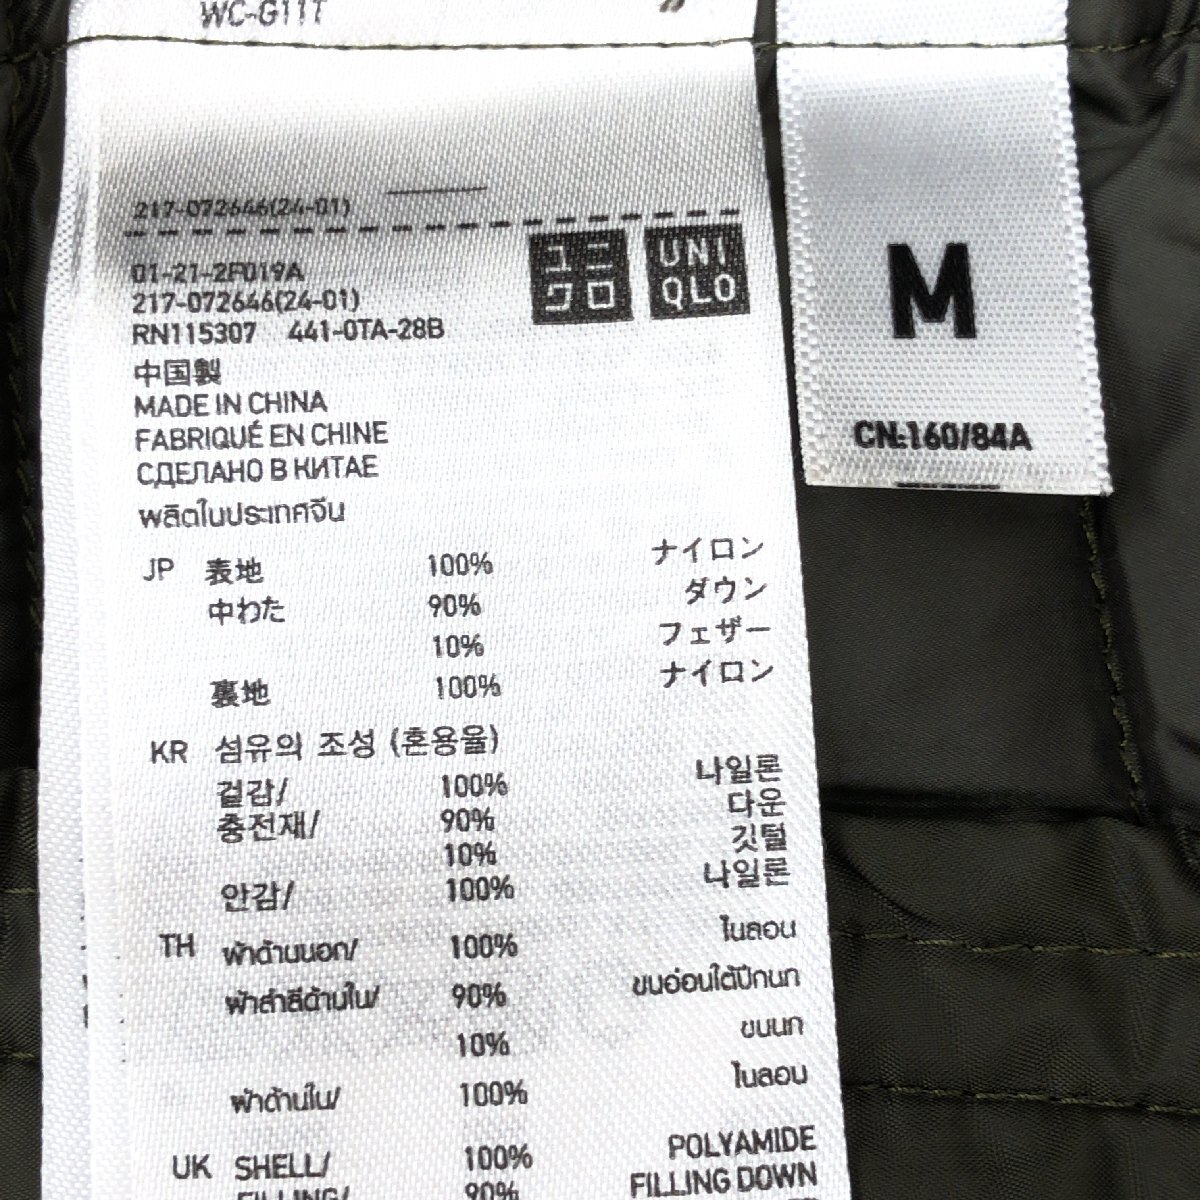 WC-G11T
217-072646(24-01)
01-21-2F019A
217-072646(24-01)
RN115307 441-0TA-28B
ユニクロ
UNIQLO
中国製
MADE IN CHINA
FABRIQUÉ EN CHINE
СДЕЛАНО В КИТАЕ
ผลิตในประเทศจีน
JP 表地 100% ナイロン
中わた 90% ダウン
10% フェザー
裏地 100% ナイロン
KR 섬유의 조성 (혼용율)
겉감/ 100% 나일론
충전재/ 90% 다운
10% 깃털
안감/ 100% 나일론
TH ผ้าด้านนอก/ 100% ไนลอน
ผ้าสำลีด้านใน/ 90% ขนอ่อนใต้ปีกนก
10% ขนนก
ผ้าด้านใน/ 100% ไนลอน
UK SHELL/ 100% POLYAMIDE
FILLING/ 90% FILLING DOWN
M
CN:160/84A